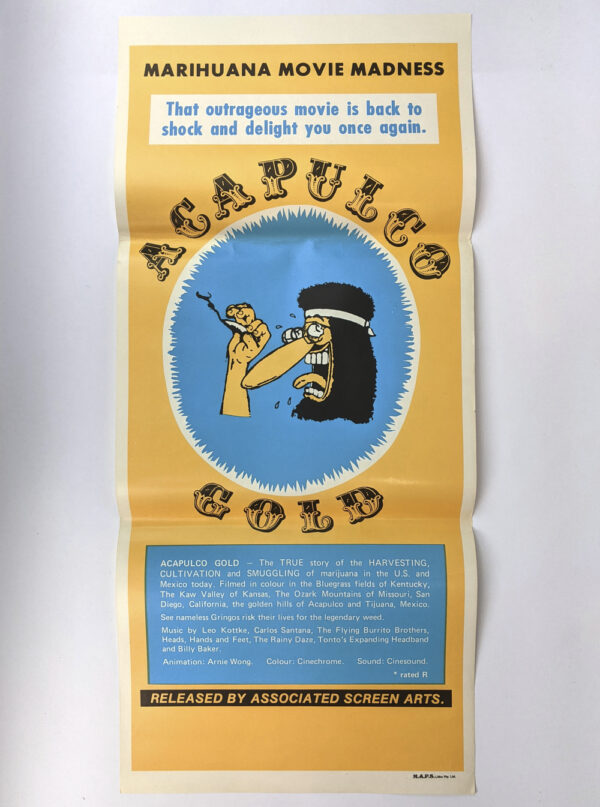 MARIHUANA MOVIE MADNESS
That outrageous movie is back to
shock and delight you once again.
ACAPULCO
GOLD
ACAPULCO GOLD – The TRUE story of the HARVESTING,
CULTIVATION and SMUGGLING of marijuana in the U.S. and
Mexico today. Filmed in colour in the Bluegrass fields of Kentucky,
The Kaw Valley of Kansas, The Ozark Mountains of Missouri, San
Diego, California, the golden hills of Acapulco and Tijuana, Mexico.
See nameless Gringos risk their lives for the legendary weed.
Music by Leo Kottke, Carlos Santana, The Flying Burrito Brothers,
Heads, Hands and Feet, The Rainy Daze, Tonto's Expanding Headband
and Billy Baker.
Animation: Arnie Wong. Colour: Cinechrome. Sound: Cinesound.
* rated R
RELEASED BY ASSOCIATED SCREEN ARTS.
M.A.P.S. Litho Pty. Ltd.